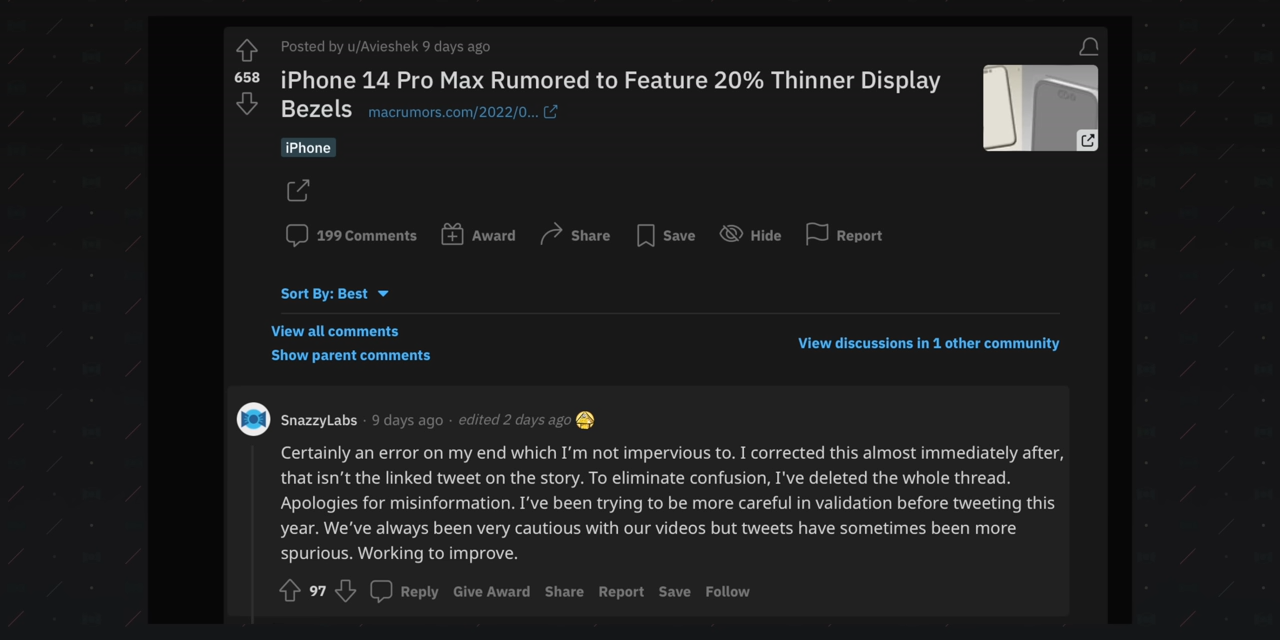 Posted by u/Avieshek 9 days ago
658
iPhone 14 Pro Max Rumored to Feature 20% Thinner Display
Bezels macrumors.com/2022/0...
iPhone
199 Comments Award Share Save Hide Report
Sort By: Best
View all comments
Show parent comments
View discussions in 1 other community
SnazzyLabs · 9 days ago · edited 2 days ago
Certainly an error on my end which I’m not impervious to. I corrected this almost immediately after,
that isn’t the linked tweet on the story. To eliminate confusion, I've deleted the whole thread.
Apologies for misinformation. I’ve been trying to be more careful in validation before tweeting this
year. We’ve always been very cautious with our videos but tweets have sometimes been more
spurious. Working to improve.
97 Reply Give Award Share Report Save Follow